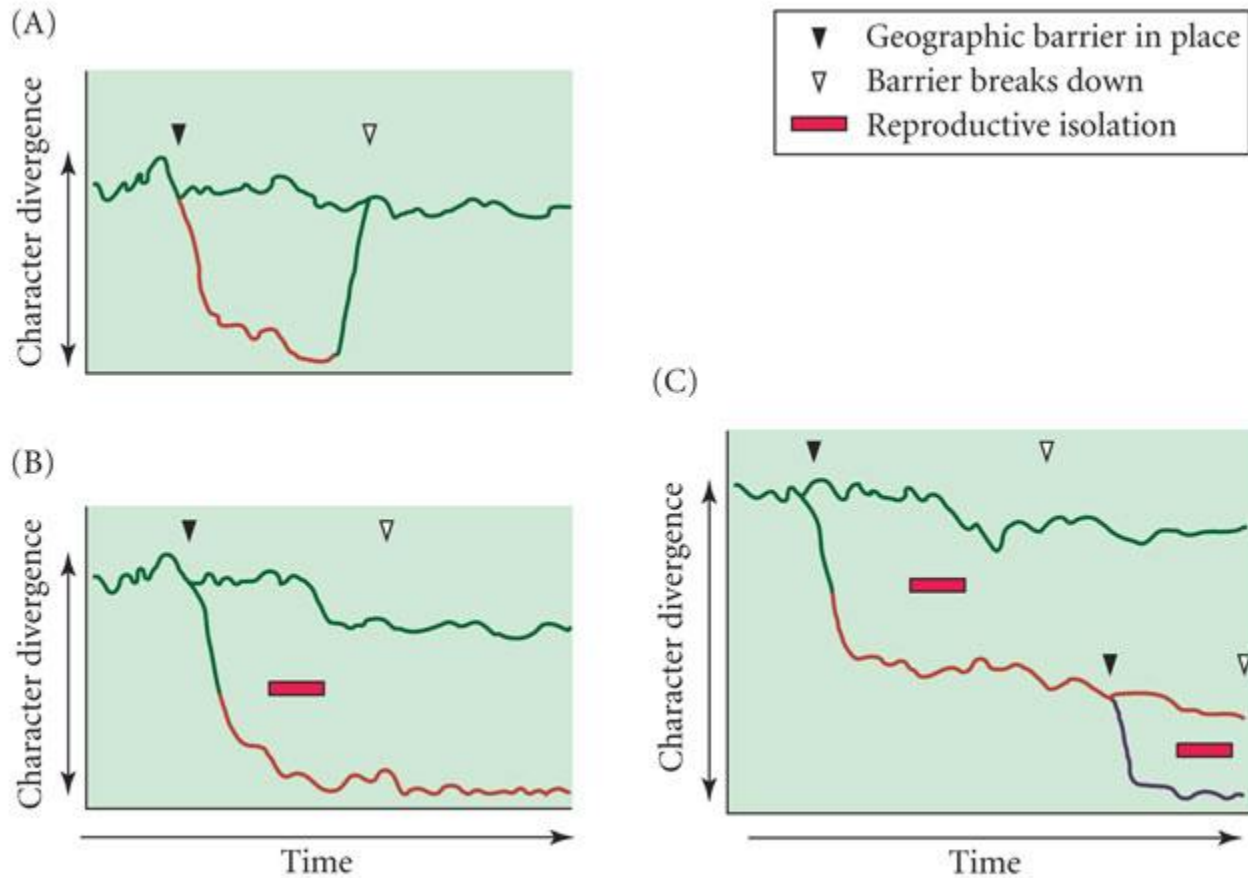 (A)
Geographic barrier in place
Barrier breaks down
Reproductive isolation
Character divergence
(B)
Character divergence
Time
(C)
Character divergence
Time